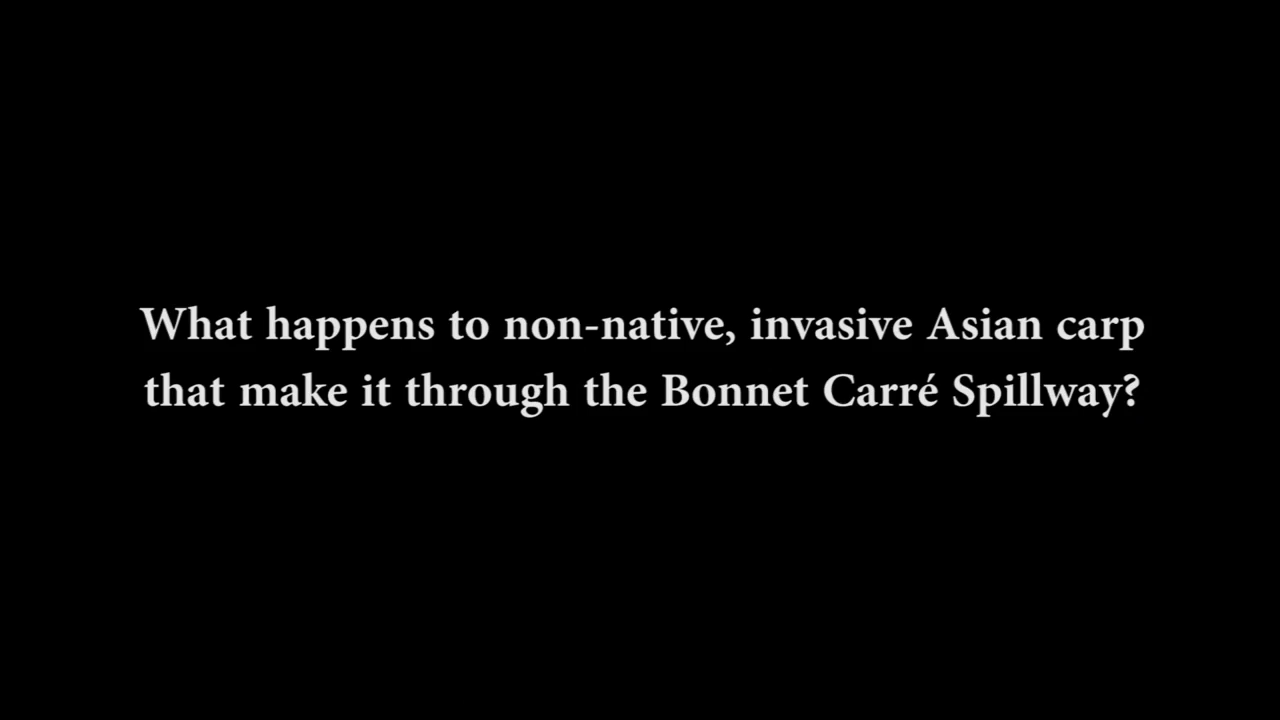 What happens to non-native, invasive Asian carp
that make it through the Bonnet Carré Spillway?